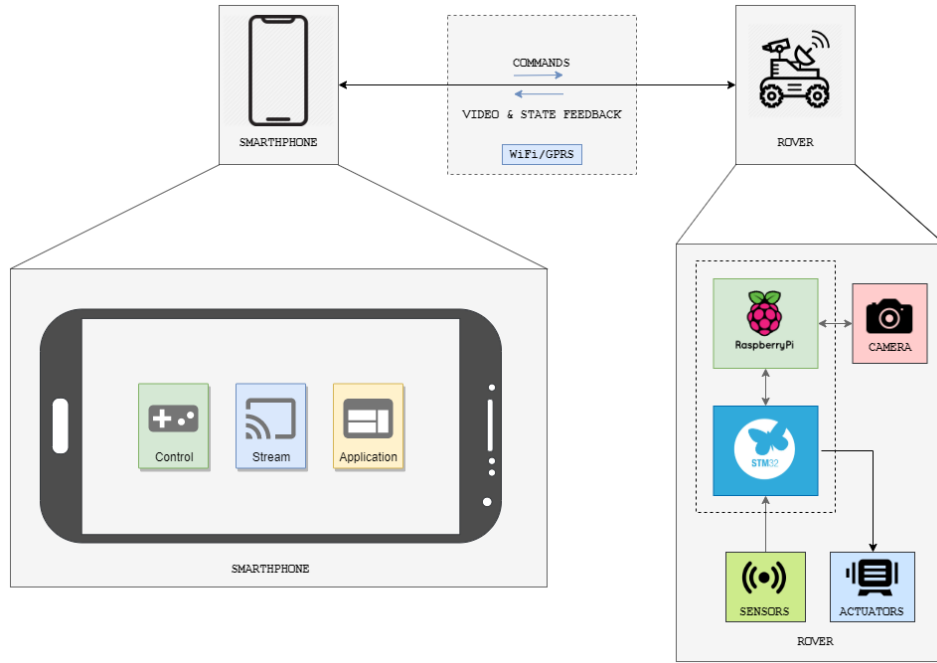 COMMANDS
VIDEO & STATE FEEDBACK
WiFi/GPRS
SMARTHPHONE
ROVER
RaspberryPi
CAMERA
STM32
Control
Stream
Application
SMARTHPHONE
SENSORS
ACTUATORS
ROVER